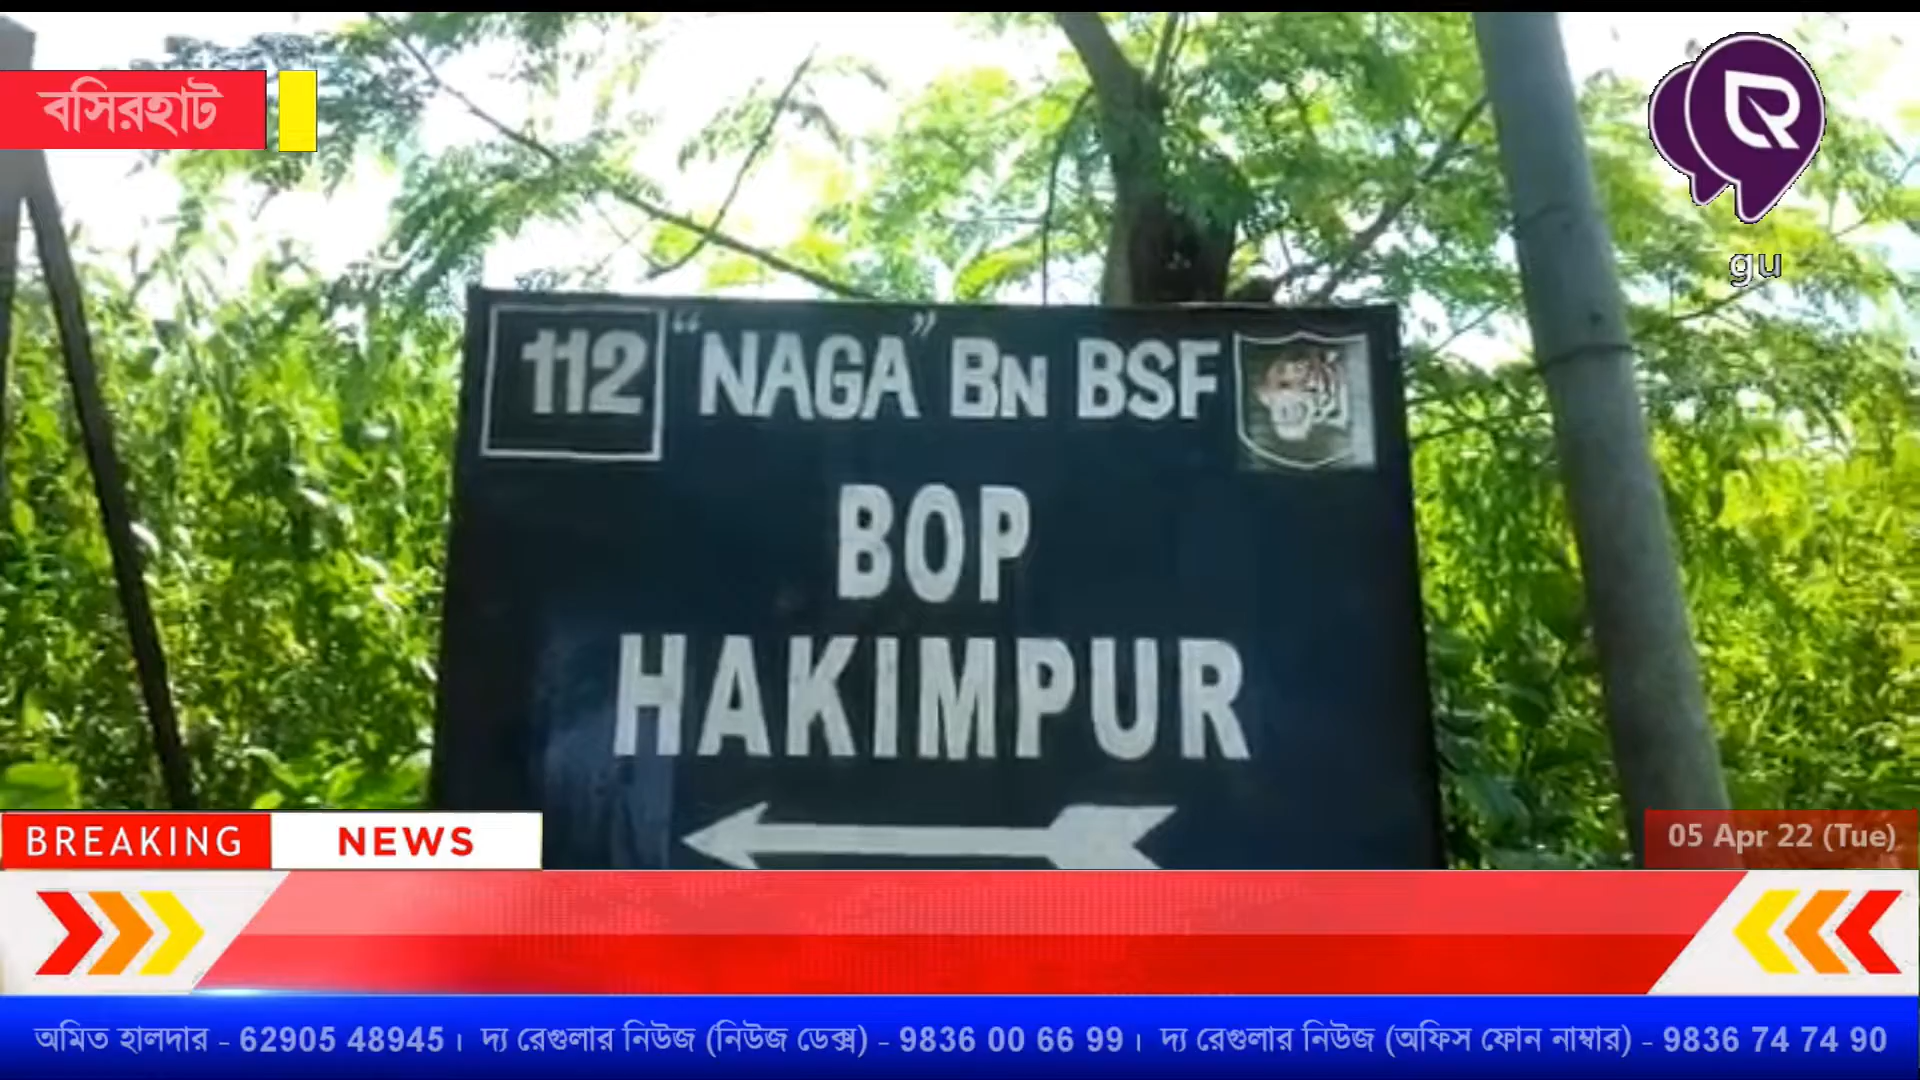 বসিরহাট
gu
112 "NAGA" BN BSF
BOP
HAKIMPUR
BREAKING NEWS
05 Apr 22 (Tue)
অমিত হালদার - 62905 48945। দ্য রেগুলার নিউজ (নিউজ ডেক্স) - 9836 00 66 99। দ্য রেগুলার নিউজ (অফিস ফোন নাম্বার) - 9836 74 74 90